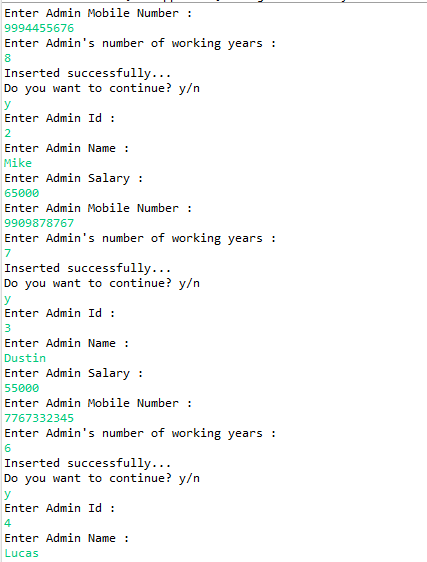 Enter Admin Mobile Number :
9994455676
Enter Admin's number of working years :
8
Inserted successfully...
Do you want to continue? y/n
y
Enter Admin Id :
2
Enter Admin Name :
Mike
Enter Admin Salary :
65000
Enter Admin Mobile Number :
9909878767
Enter Admin's number of working years :
7
Inserted successfully...
Do you want to continue? y/n
y
Enter Admin Id :
3
Enter Admin Name :
Dustin
Enter Admin Salary :
55000
Enter Admin Mobile Number :
7767332345
Enter Admin's number of working years :
6
Inserted successfully...
Do you want to continue? y/n
y
Enter Admin Id :
4
Enter Admin Name :
Lucas